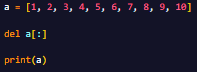 a = [1, 2, 3, 4, 5, 6, 7, 8, 9, 10]
del a[:]
print(a)